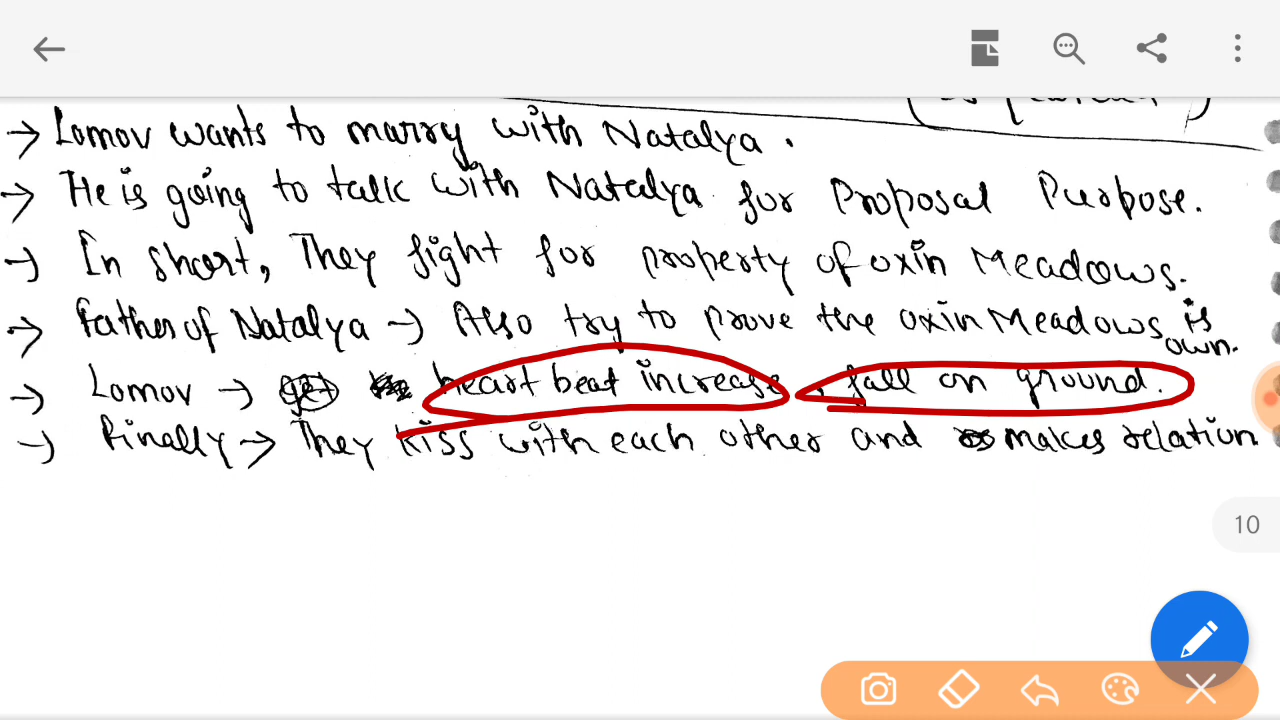 → Lomov wants to marry with Natalya.
→ He is going to talk with Natalya for Proposal Purpose.
→ In short, They fight for property of oxin Meadows.
→ Father of Natalya → Also try to prove the oxin Meadows is own.
→ Lomov → heart beat increase, fall on ground.
→ Finally → They kiss with each other and makes relation
10